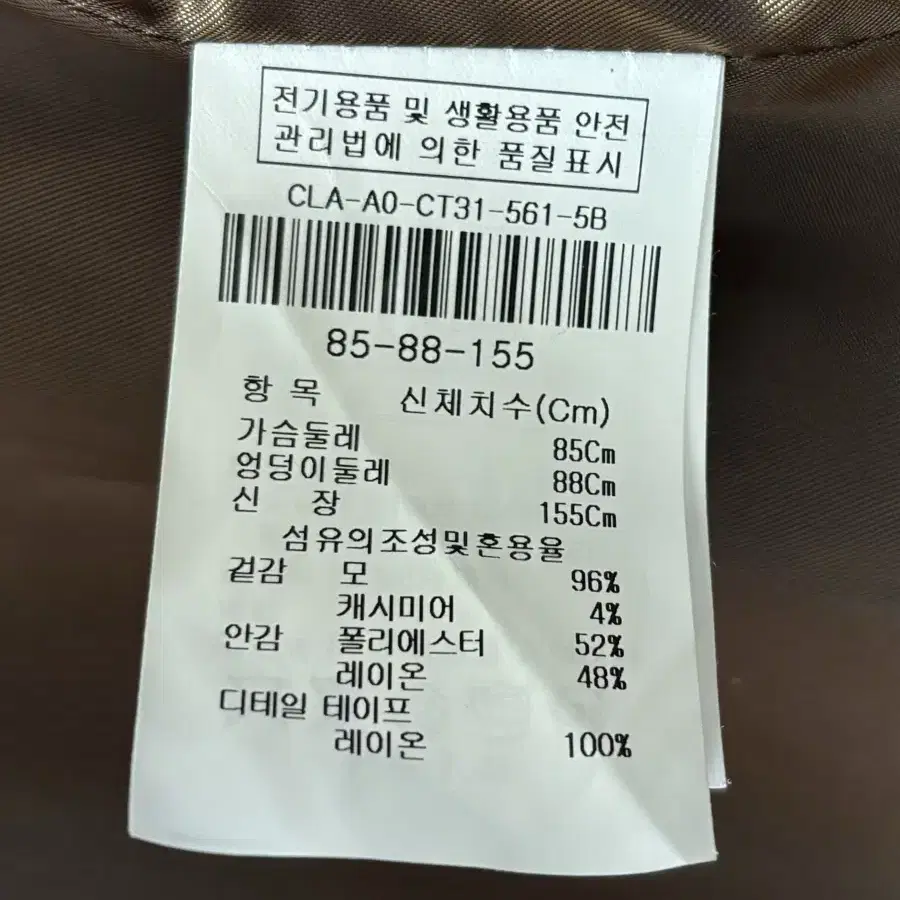 전기용품 및 생활용품 안전
관리법에 의한 품질표시
CLA-A0-CT31-561-5B
85-88-155
항 목 신체치수(Cm)
가슴둘레 85Cm
엉덩이둘레 88Cm
신 장 155Cm
섬유의조성및혼용율
겉감 모 96%
캐시미어 4%
안감 폴리에스터 52%
레이온 48%
디테일 테이프
레이온 100%